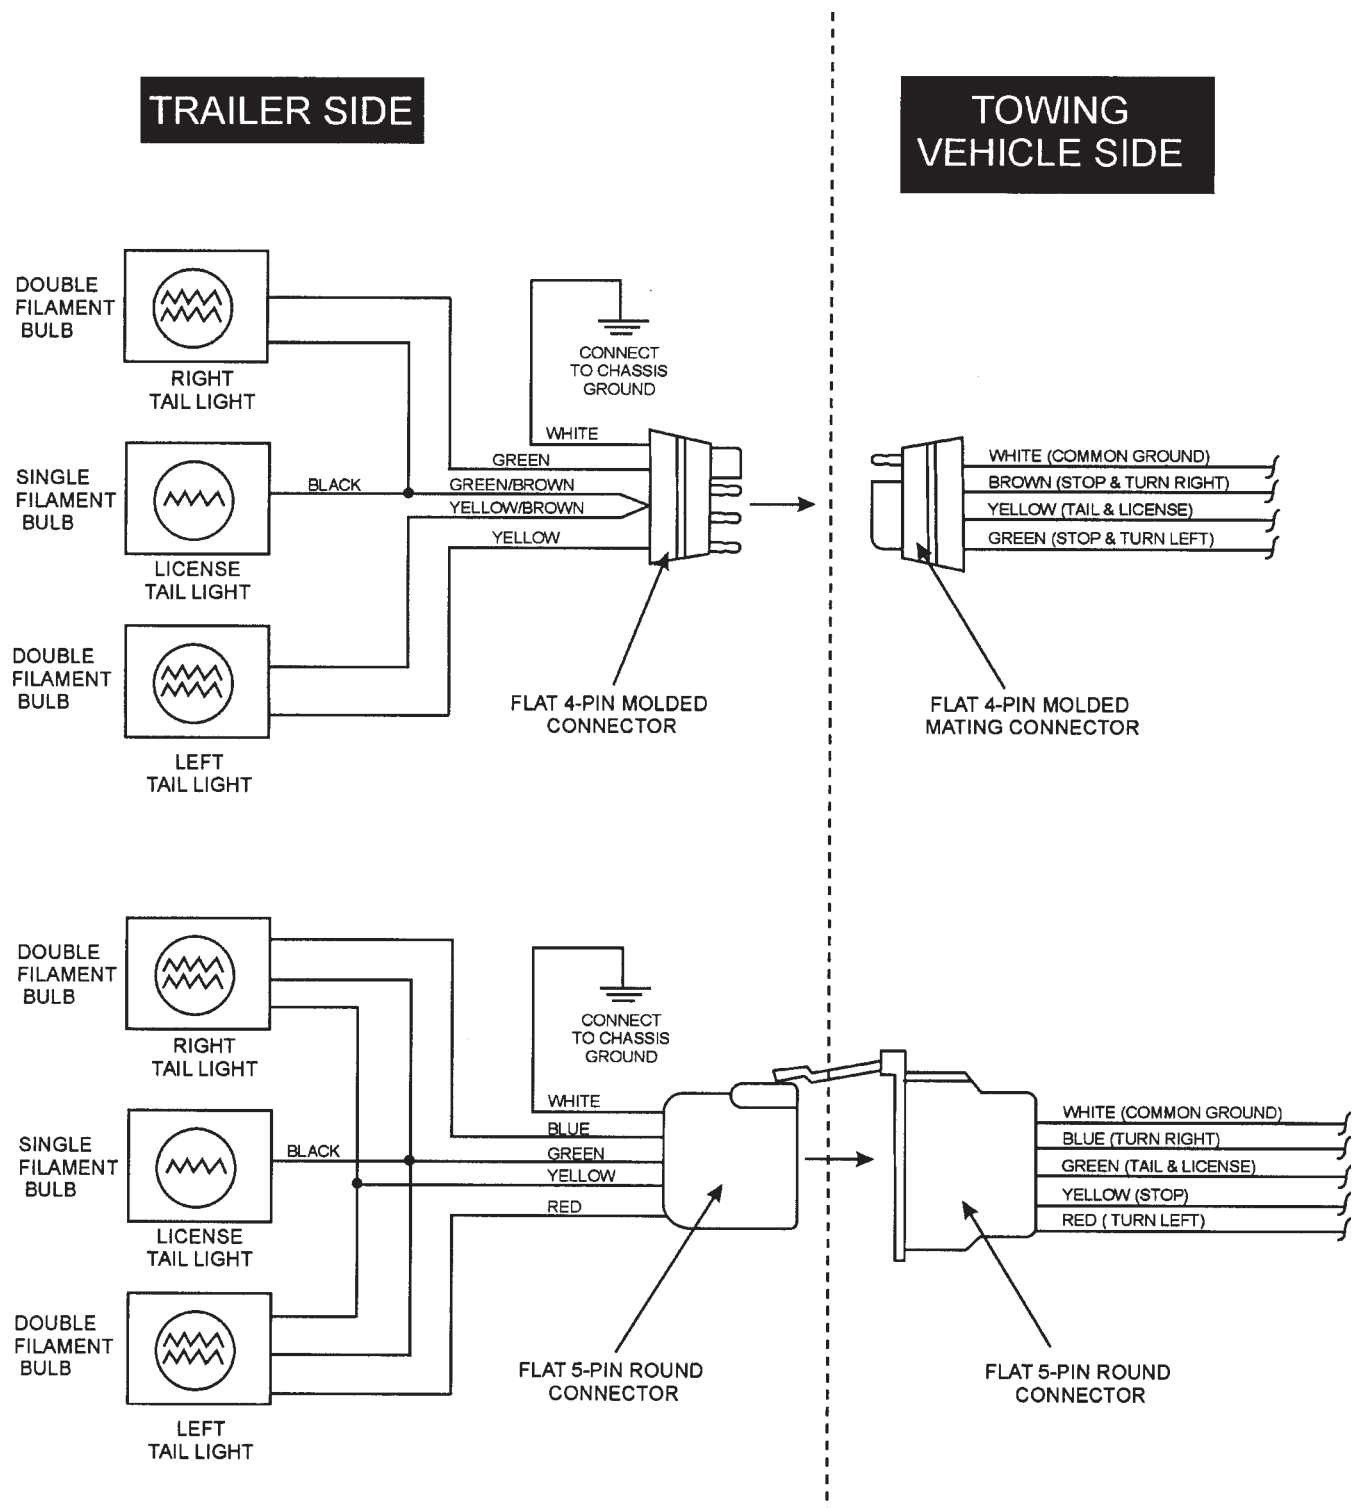 TRAILER SIDE
TOWING
VEHICLE SIDE
DOUBLE
FILAMENT
BULB
RIGHT
TAIL LIGHT
CONNECT
TO CHASSIS
GROUND
WHITE
GREEN
GREEN/BROWN
YELLOW/BROWN
YELLOW
SINGLE
FILAMENT
BULB
BLACK
LICENSE
TAIL LIGHT
WHITE (COMMON GROUND)
BROWN (STOP & TURN RIGHT)
YELLOW (TAIL & LICENSE)
GREEN (STOP & TURN LEFT)
DOUBLE
FILAMENT
BULB
LEFT
TAIL LIGHT
FLAT 4-PIN MOLDED
CONNECTOR
FLAT 4-PIN MOLDED
MATING CONNECTOR
DOUBLE
FILAMENT
BULB
RIGHT
TAIL LIGHT
CONNECT
TO CHASSIS
GROUND
WHITE
BLUE
GREEN
YELLOW
RED
SINGLE
FILAMENT
BULB
BLACK
LICENSE
TAIL LIGHT
WHITE (COMMON GROUND)
BLUE (TURN RIGHT)
GREEN (TAIL & LICENSE)
YELLOW (STOP)
RED ( TURN LEFT)
DOUBLE
FILAMENT
BULB
LEFT
TAIL LIGHT
FLAT 5-PIN ROUND
CONNECTOR
FLAT 5-PIN ROUND
CONNECTOR